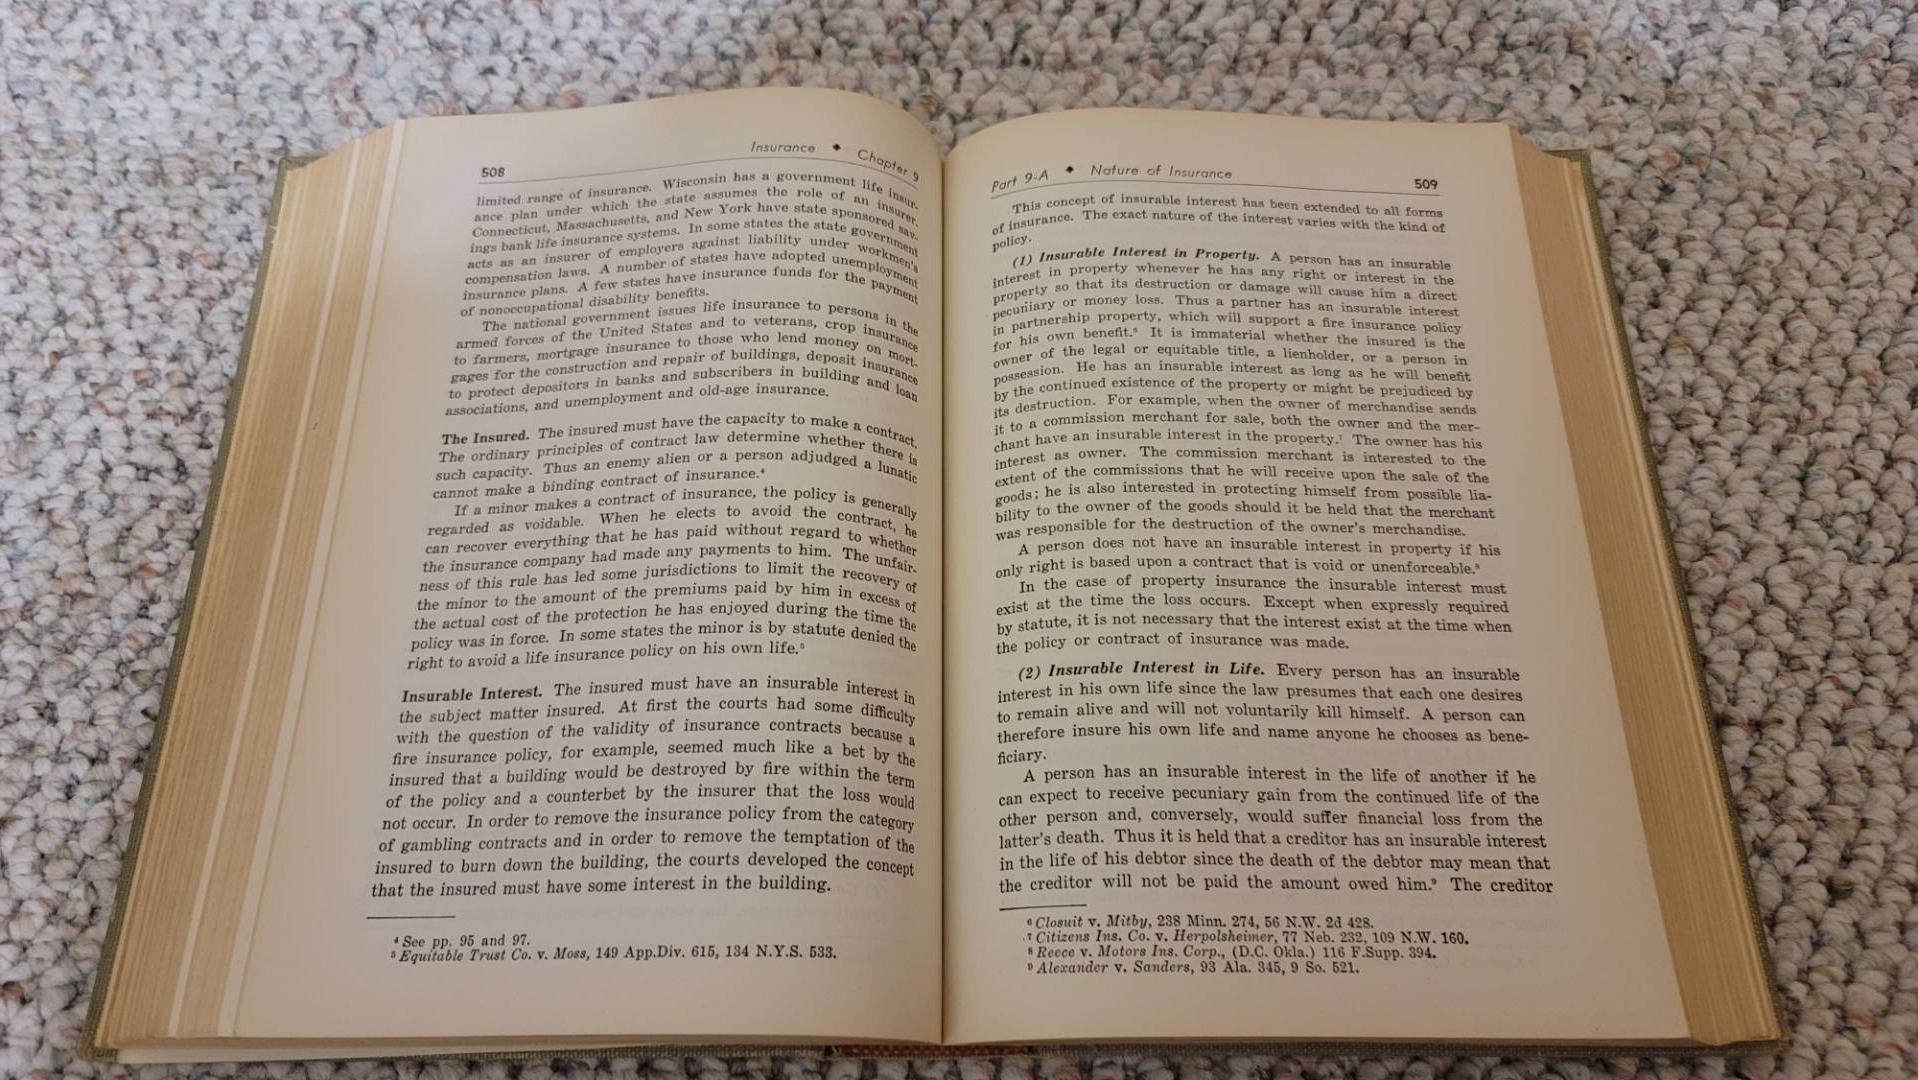 508
Insurance ◆ Chapter 9
limited range of insurance. Wisconsin has a government life insur-
ance plan under which the state assumes the role of an insurer.
Connecticut, Massachusetts, and New York have state sponsored sav-
ings bank life insurance systems. In some states the state government
acts as an insurer of employers against liability under workmen's
compensation laws. A number of states have adopted unemployment
insurance plans. A few states have insurance funds for the payment
of nonoccupational disability benefits.
The national government issues life insurance to persons in the
armed forces of the United States and to veterans, crop insurance
to farmers, mortgage insurance to those who lend money on mort-
gages for the construction and repair of buildings, deposit insurance
to protect depositors in banks and subscribers in building and loan
associations, and unemployment and old-age insurance.
The Insured. The insured must have the capacity to make a contract.
The ordinary principles of contract law determine whether there is
such capacity. Thus an enemy alien or a person adjudged a lunatic
cannot make a binding contract of insurance.⁴
If a minor makes a contract of insurance, the policy is generally
regarded as voidable. When he elects to avoid the contract, he
can recover everything that he has paid without regard to whether
the insurance company had made any payments to him. The unfair-
ness of this rule has led some jurisdictions to limit the recovery of
the minor to the amount of the premiums paid by him in excess of
the actual cost of the protection he has enjoyed during the time the
policy was in force. In some states the minor is by statute denied the
right to avoid a life insurance policy on his own life.⁵
Insurable Interest. The insured must have an insurable interest in
the subject matter insured. At first the courts had some difficulty
with the question of the validity of insurance contracts because a
fire insurance policy, for example, seemed much like a bet by the
insured that a building would be destroyed by fire within the term
of the policy and a counterbet by the insurer that the loss would
not occur. In order to remove the insurance policy from the category
of gambling contracts and in order to remove the temptation of the
insured to burn down the building, the courts developed the concept
that the insured must have some interest in the building.
⁴ See pp. 95 and 97.
⁵ Equitable Trust Co. v. Moss, 149 App.Div. 615, 134 N.Y.S. 533.
Part 9-A ◆ Nature of Insurance
509
This concept of insurable interest has been extended to all forms
of insurance. The exact nature of the interest varies with the kind of
policy.
(1) Insurable Interest in Property. A person has an insurable
interest in property whenever he has any right or interest in the
property so that its destruction or damage will cause him a direct
pecuniary or money loss. Thus a partner has an insurable interest
in partnership property, which will support a fire insurance policy
for his own benefit.⁶ It is immaterial whether the insured is the
owner of the legal or equitable title, a lienholder, or a person in
possession. He has an insurable interest as long as he will benefit
by the continued existence of the property or might be prejudiced by
its destruction. For example, when the owner of merchandise sends
it to a commission merchant for sale, both the owner and the mer-
chant have an insurable interest in the property.⁷ The owner has his
interest as owner. The commission merchant is interested to the
extent of the commissions that he will receive upon the sale of the
goods; he is also interested in protecting himself from possible lia-
bility to the owner of the goods should it be held that the merchant
was responsible for the destruction of the owner's merchandise.
A person does not have an insurable interest in property if his
only right is based upon a contract that is void or unenforceable.⁸
In the case of property insurance the insurable interest must
exist at the time the loss occurs. Except when expressly required
by statute, it is not necessary that the interest exist at the time when
the policy or contract of insurance was made.
(2) Insurable Interest in Life. Every person has an insurable
interest in his own life since the law presumes that each one desires
to remain alive and will not voluntarily kill himself. A person can
therefore insure his own life and name anyone he chooses as bene-
ficiary.
A person has an insurable interest in the life of another if he
can expect to receive pecuniary gain from the continued life of the
other person and, conversely, would suffer financial loss from the
latter's death. Thus it is held that a creditor has an insurable interest
in the life of his debtor since the death of the debtor may mean that
the creditor will not be paid the amount owed him.⁹ The creditor
⁶ Closuit v. Mitby, 238 Minn. 274, 56 N.W. 2d 428.
⁷ Citizens Ins. Co. v. Herpolsheimer, 77 Neb. 232, 109 N.W. 160.
⁸ Reece v. Motors Ins. Corp., (D.C. Okla.) 116 F.Supp. 394.
⁹ Alexander v. Sanders, 93 Ala. 345, 9 So. 521.